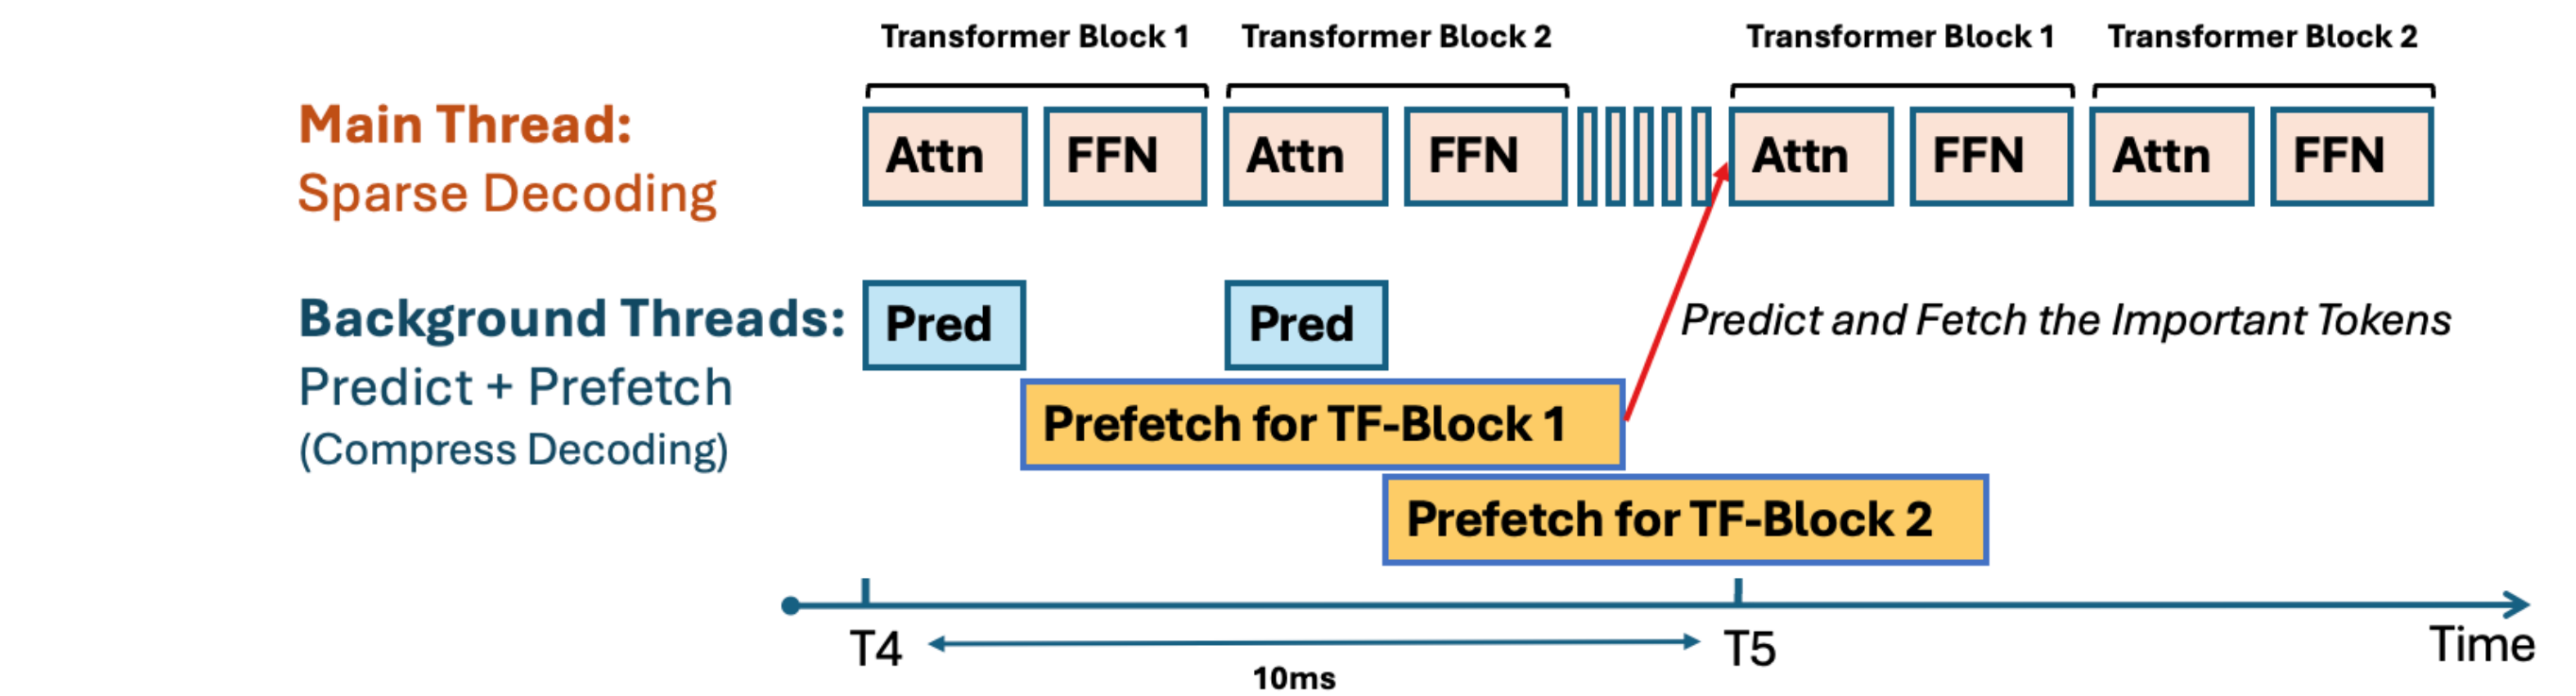 Transformer Block 1 Transformer Block 2 Transformer Block 1 Transformer Block 2
Main Thread:
Sparse Decoding
Attn FFN Attn FFN Attn FFN Attn FFN
Background Threads:
Predict + Prefetch
(Compress Decoding)
Pred Pred
Predict and Fetch the Important Tokens
Prefetch for TF-Block 1
Prefetch for TF-Block 2
T4 T5 Time
10ms